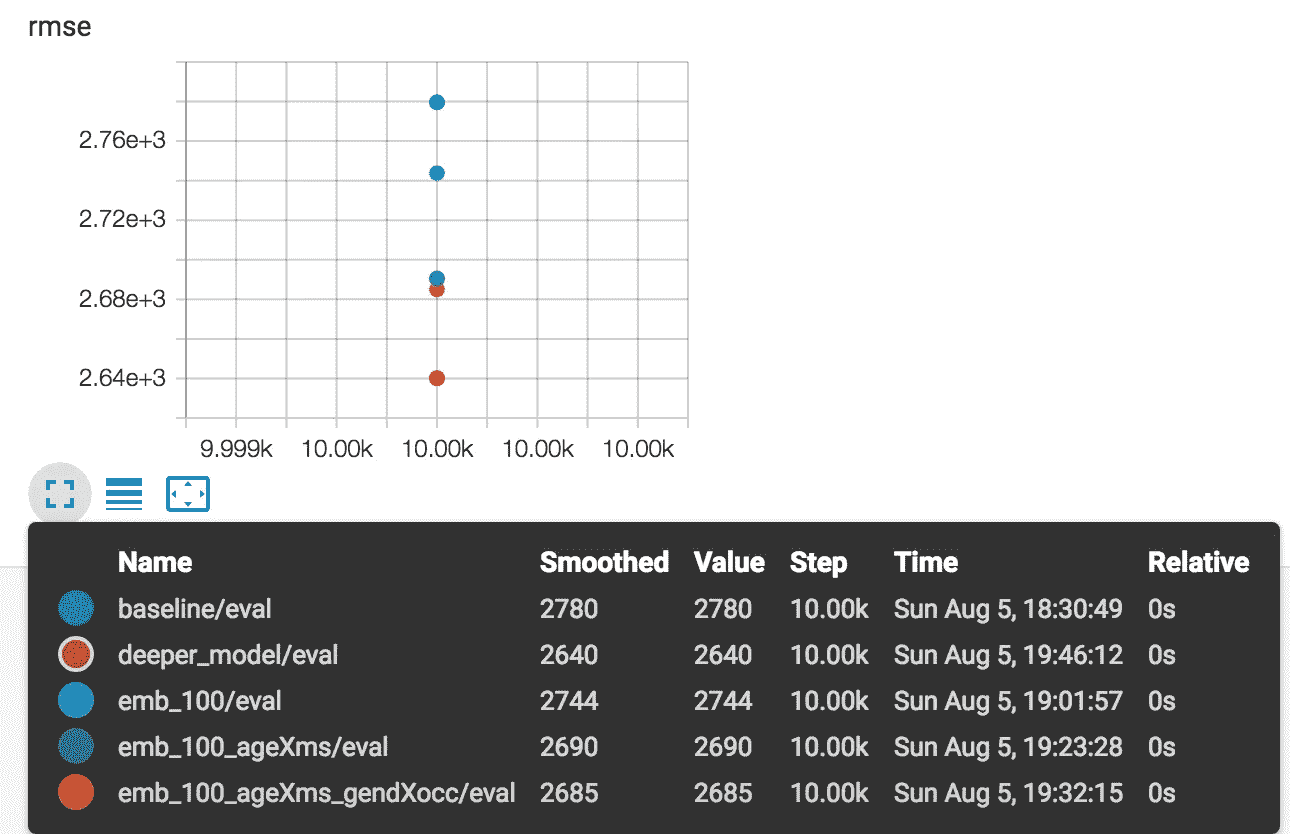 rmse
2.76e+3
2.72e+3
2.68e+3
2.64e+3
9.999k 10.00k 10.00k 10.00k 10.00k
Name Smoothed Value Step Time Relative
baseline/eval 2780 2780 10.00k Sun Aug 5, 18:30:49 0s
deeper_model/eval 2640 2640 10.00k Sun Aug 5, 19:46:12 0s
emb_100/eval 2744 2744 10.00k Sun Aug 5, 19:01:57 0s
emb_100_ageXms/eval 2690 2690 10.00k Sun Aug 5, 19:23:28 0s
emb_100_ageXms_gendXocc/eval 2685 2685 10.00k Sun Aug 5, 19:32:15 0s